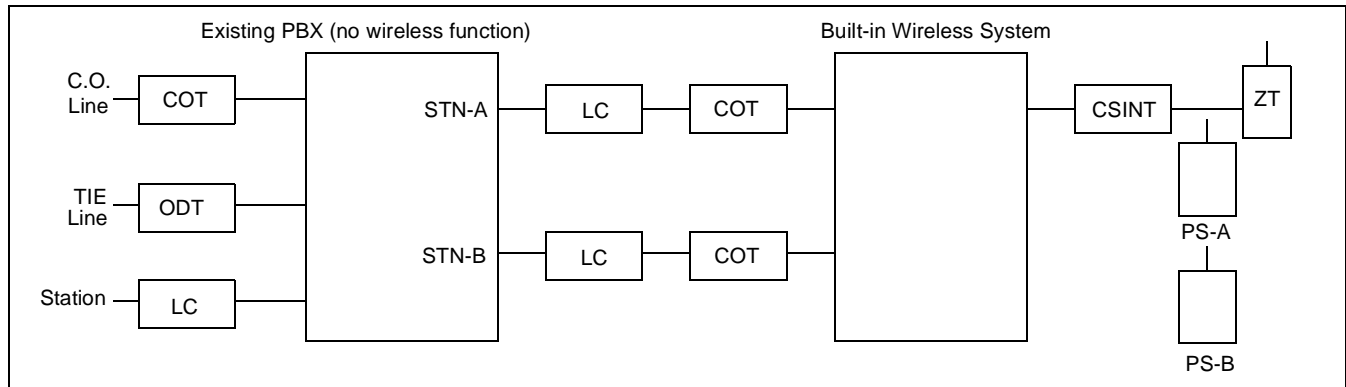 Existing PBX (no wireless function)
Built-in Wireless System
C.O.
Line
COT
STN-A
LC
COT
CSINT
ZT
TIE
Line
ODT
PS-A
STN-B
LC
COT
Station
LC
PS-B